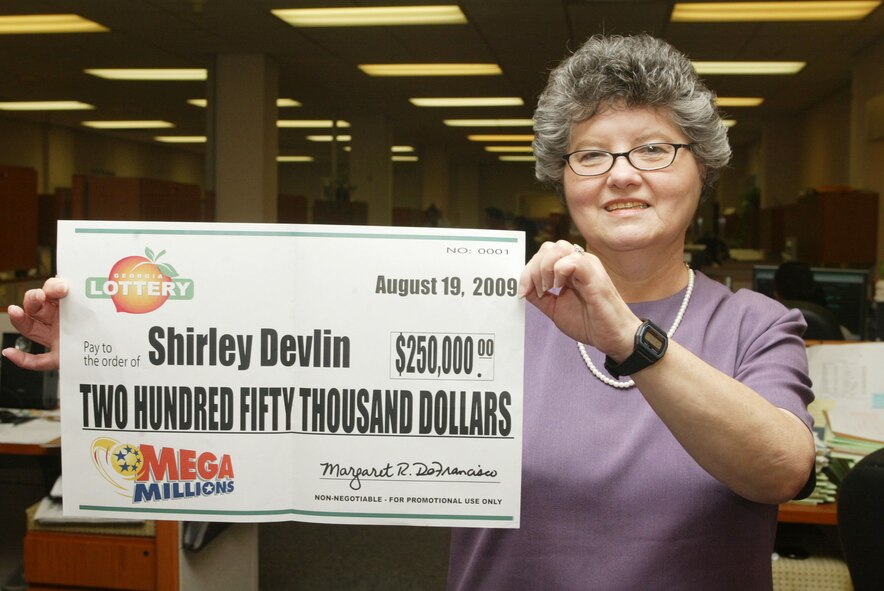 NO: 0001
GEORGIA
LOTTERY
August 19, 2009
Pay to
the order of Shirley Devlin $250,000.00
TWO HUNDRED FIFTY THOUSAND DOLLARS
MEGA
MILLIONS
Margaret R. DeFrancisco
NON-NEGOTIABLE - FOR PROMOTIONAL USE ONLY